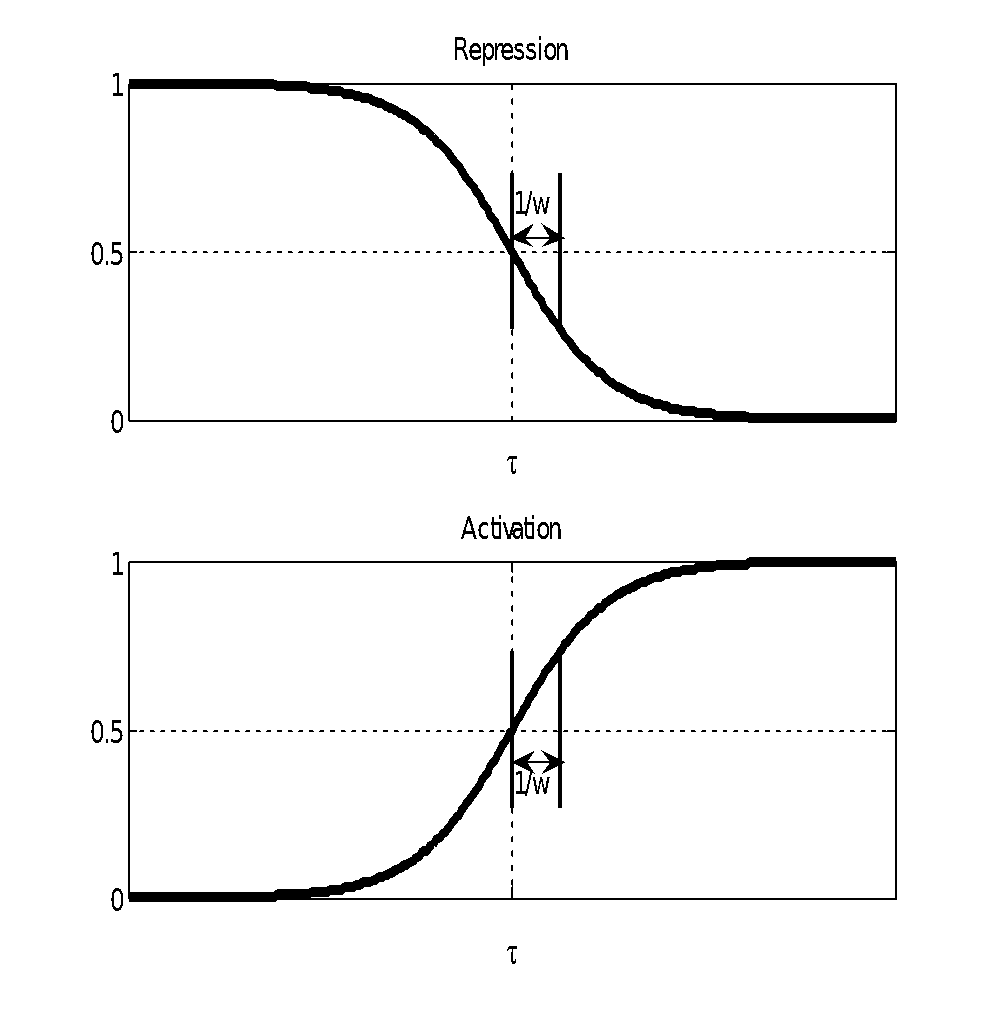 Repression
1
1/w
0.5
0
τ
Activation
1
0.5
1/w
0
τ